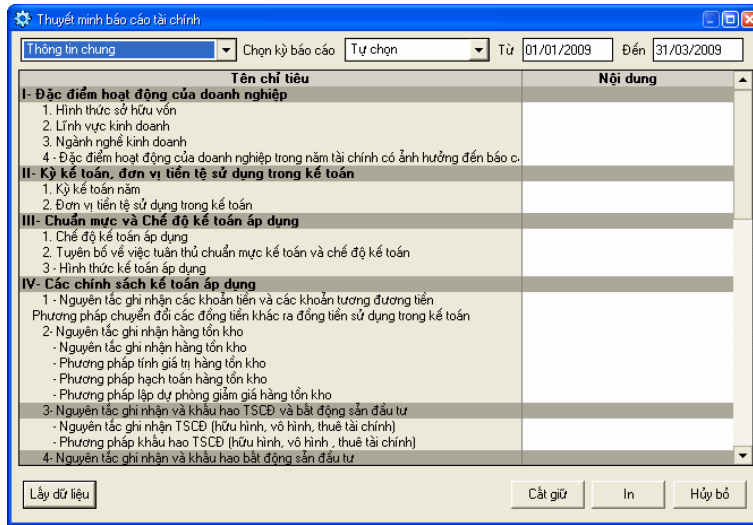 Thuyết minh báo cáo tài chính
Thông tin chung Chọn kỳ báo cáo Tự chọn Từ 01/01/2009 Đến 31/03/2009
Tên chỉ tiêu Nội dung
I- Đặc điểm hoạt động của doanh nghiệp
1. Hình thức sở hữu vốn
2. Lĩnh vực kinh doanh
3. Ngành nghề kinh doanh
4 - Đặc điểm hoạt động của doanh nghiệp trong năm tài chính có ảnh hưởng đến báo c
II- Kỳ kế toán, đơn vị tiền tệ sử dụng trong kế toán
1. Kỳ kế toán năm
2. Đơn vị tiền tệ sử dụng trong kế toán
III- Chuẩn mực và Chế độ kế toán áp dụng
1. Chế độ kế toán áp dụng
2. Tuyên bố về việc tuân thủ chuẩn mực kế toán và chế độ kế toán
3 - Hình thức kế toán áp dụng
IV- Các chính sách kế toán áp dụng
1 - Nguyên tắc ghi nhận các khoản tiền và các khoản tương đương tiền
Phương pháp chuyển đổi các đồng tiền khác ra đồng tiền sử dụng trong kế toán
2- Nguyên tắc ghi nhận hàng tồn kho
- Nguyên tắc ghi nhận hàng tồn kho
- Phương pháp tính giá trị hàng tồn kho
- Phương pháp hạch toán hàng tồn kho
- Phương pháp lập dự phòng giảm giá hàng tồn kho
3- Nguyên tắc ghi nhận và khấu hao TSCĐ và bất động sản đầu tư
- Nguyên tắc ghi nhận TSCĐ (hữu hình, vô hình, thuê tài chính)
- Phương pháp khấu hao TSCĐ (hữu hình, vô hình , thuê tài chính)
4- Nguyên tắc ghi nhận và khấu hao bất động sản đầu tư
Lấy dữ liệu Cất giữ In Hủy bỏ